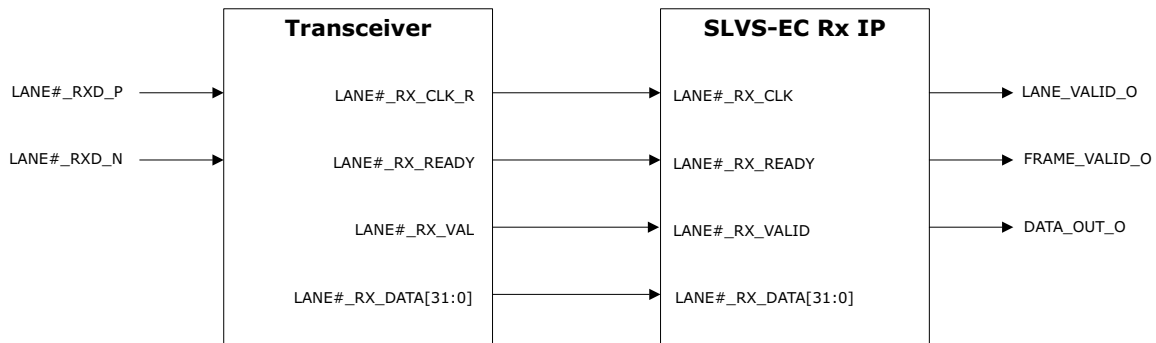 Transceiver
SLVS-EC Rx IP
LANE#_RXD_P
LANE#_RX_CLK_R
LANE#_RX_CLK
LANE_VALID_O
LANE#_RXD_N
LANE#_RX_READY
LANE#_RX_READY
FRAME_VALID_O
LANE#_RX_VAL
LANE#_RX_VALID
DATA_OUT_O
LANE#_RX_DATA[31:0]
LANE#_RX_DATA[31:0]